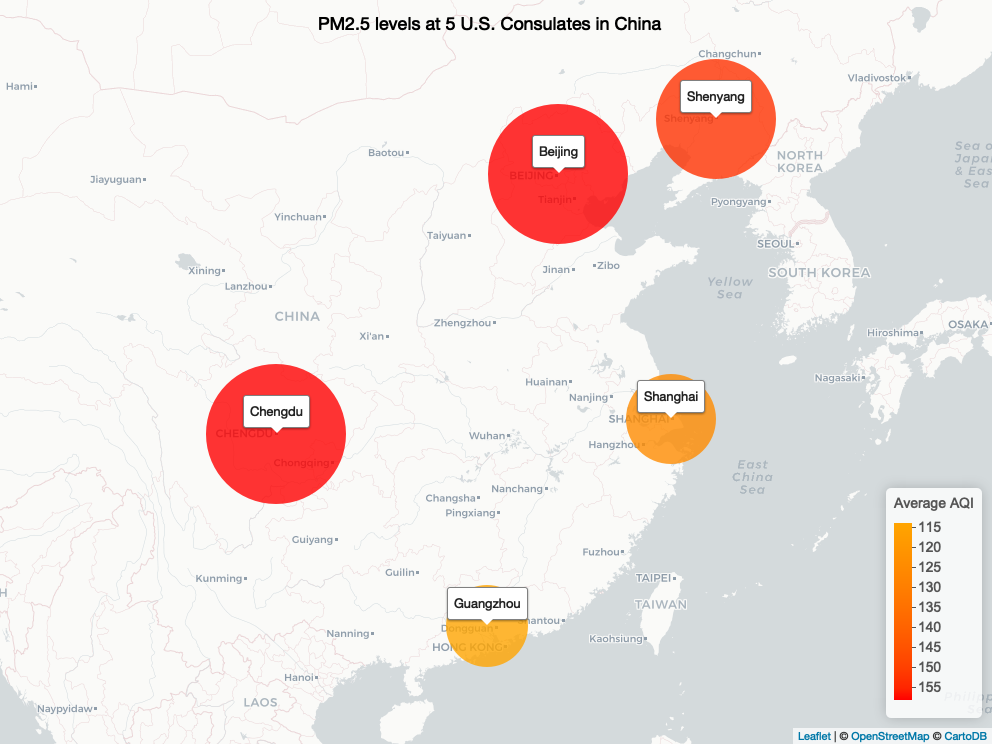 PM2.5 levels at 5 U.S. Consulates in China
Changchun
Vladivostok
Hami
Shenyang
Shenyang
Beijing
BEIJING
Tianjin
Baotou
Jiayuguan
NORTH
KOREA
Sea of
Japan
& East
Sea
Pyongyang
Yinchuan
Taiyuan
SEOUL
Xining
Lanzhou
Jinan
Zibo
SOUTH KOREA
Yellow
Sea
CHINA
Zhengzhou
Xi'an
Hiroshima
OSAKA
Nagasaki
Huainan
Nanjing
Shanghai
SHANGHAI
Hangzhou
Chengdu
CHENGDU
Chongqing
Wuhan
East
China
Sea
Nanchang
Changsha
Pingxiang
Guiyang
Fuzhou
Kunming
Guilin
TAIPEI
TAIWAN
Guangzhou
Dongguan
Shantou
HONG KONG
Kaohsiung
Nanning
Hanoi
LAOS
Naypyidaw
Average AQI
115
120
125
130
135
140
145
150
155
Leaflet | © OpenStreetMap © CartoDB